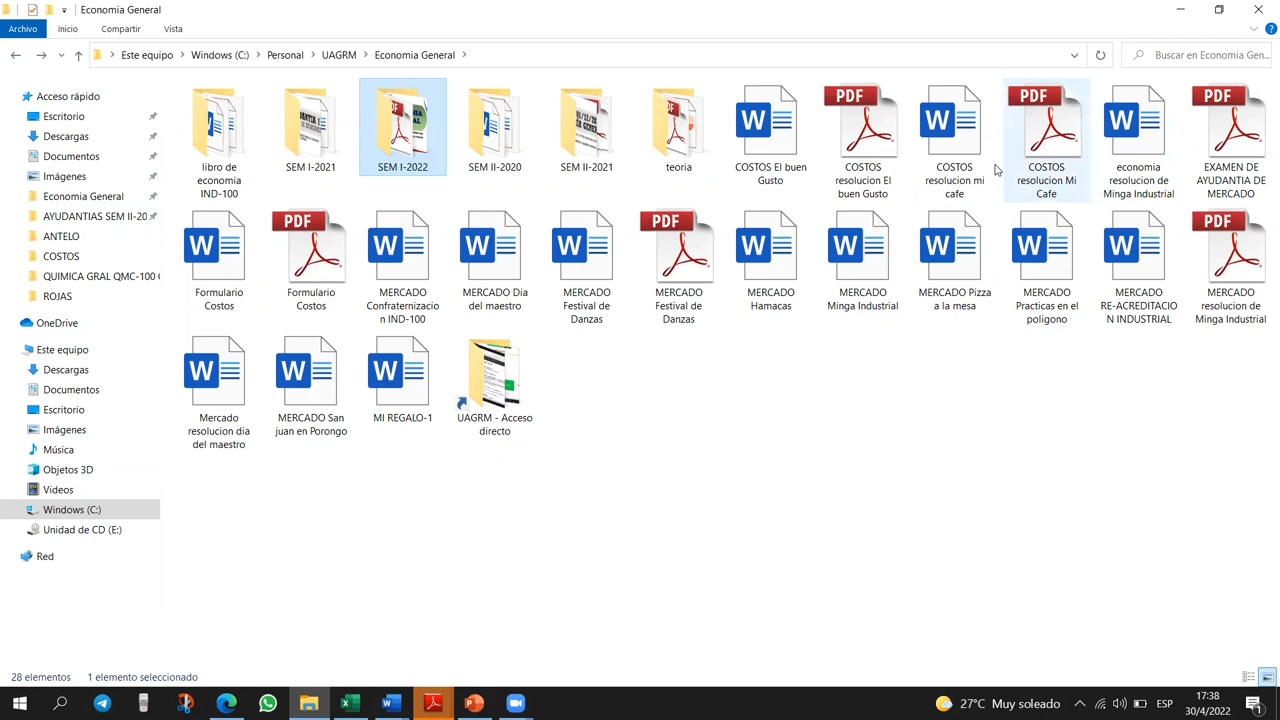 Economia General
Archivo Inicio Compartir Vista
Este equipo Windows (C:) Personal UAGRM Economia General
Buscar en Economia Gen...
Acceso rápido
Escritorio
Descargas
Documentos
Imágenes
Economia General
AYUDANTIAS SEM II-20
ANTELO
COSTOS
QUIMICA GRAL QMC-100 
ROJAS
OneDrive
Este equipo
Descargas
Documentos
Escritorio
Imágenes
Música
Objetos 3D
Videos
Windows (C:)
Unidad de CD (E:)
Red
libro de
economia
IND-100
SEM I-2021
SEM I-2022
SEM II-2020
SEM II-2021
teoria
COSTOS El buen
Gusto
COSTOS
resolucion El
buen Gusto
COSTOS
resolucion mi
cafe
COSTOS
resolucion Mi
Cafe
economia
resolucion de
Minga Industrial
EXAMEN DE
AYUDANTIA DE
MERCADO
Formulario
Costos
Formulario
Costos
MERCADO
Confraternizacio
n IND-100
MERCADO Dia
del maestro
MERCADO
Festival de
Danzas
MERCADO
Festival de
Danzas
MERCADO
Hamacas
MERCADO
Minga Industrial
MERCADO Pizza
a la mesa
MERCADO
Practicas en el
poligono
MERCADO
RE-ACREDITACIO
N INDUSTRIAL
MERCADO
resolucion de
Minga Industrial
Mercado
resolucion dia
del maestro
MERCADO San
juan en Porongo
MI REGALO-1
UAGRM - Acceso
directo
28 elementos 1 elemento seleccionado
27°C Muy soleado ESP
17:38
30/4/2022